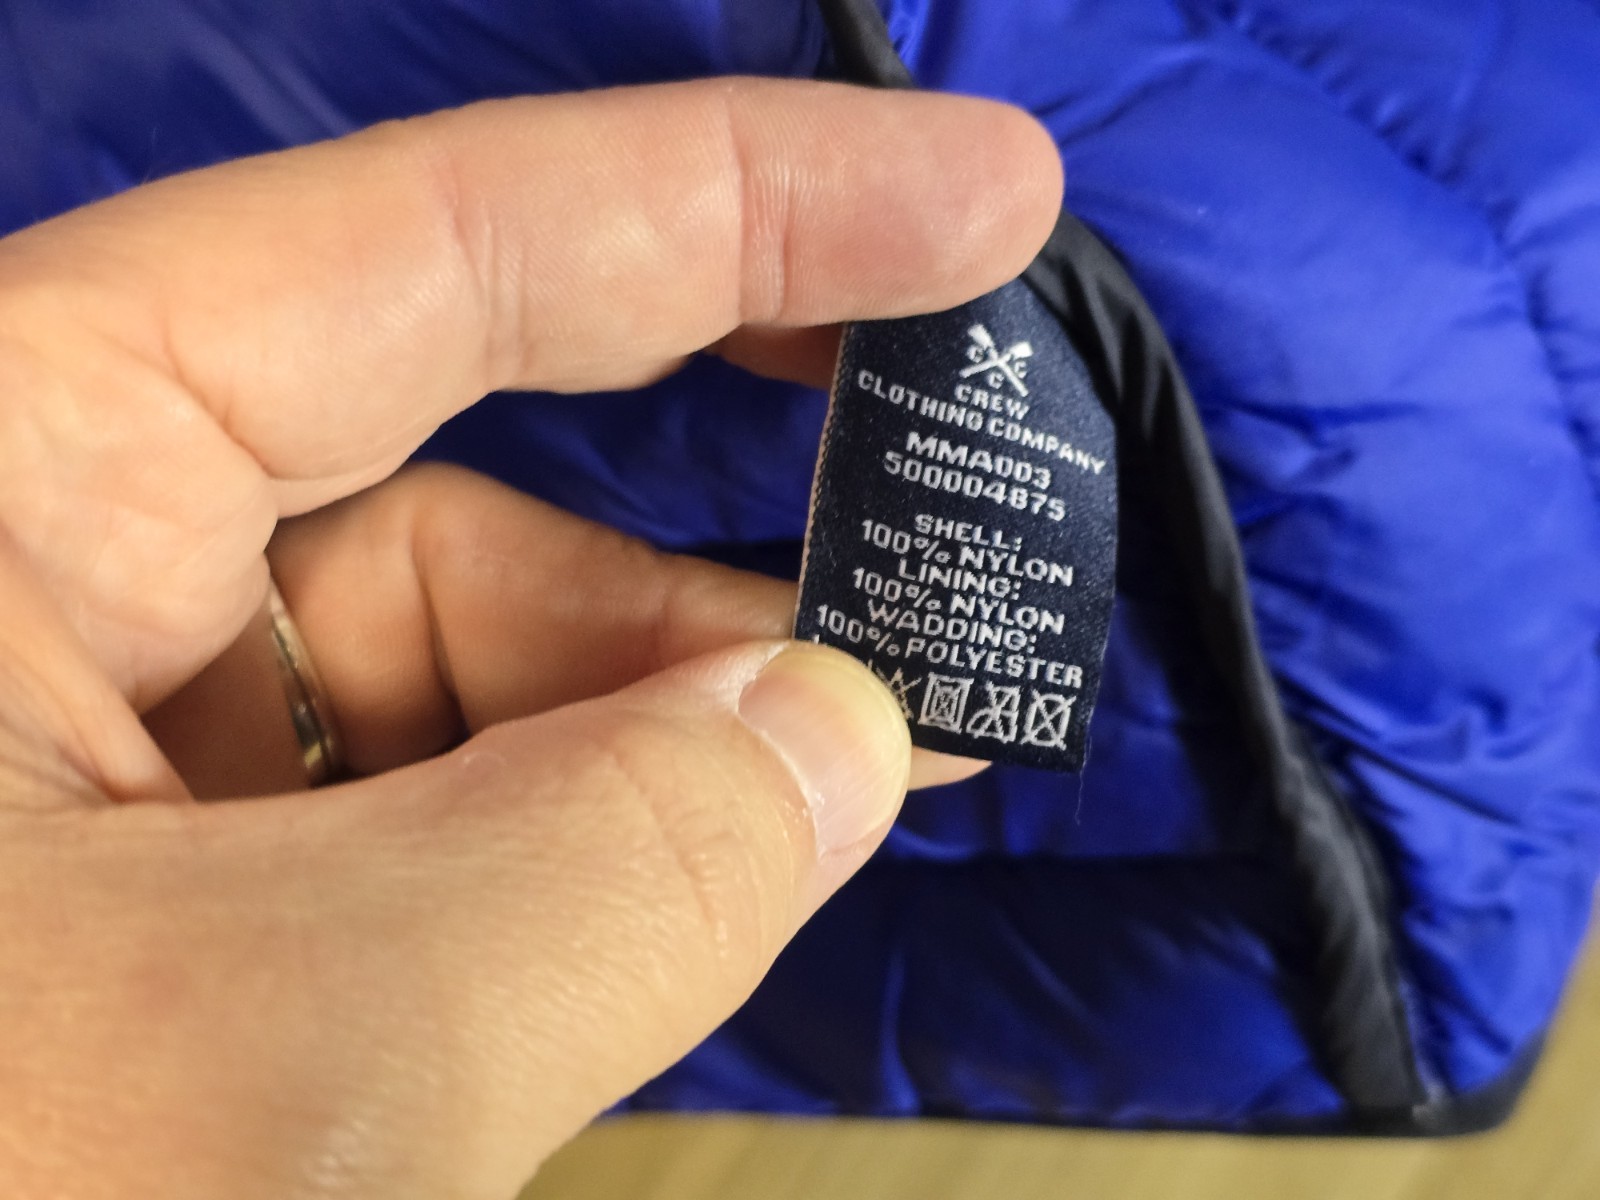 C C
C
CREW
CLOTHING COMPANY
MMA003
500004875
SHELL:
100% NYLON
LINING:
100% NYLON
WADDING:
100% POLYESTER